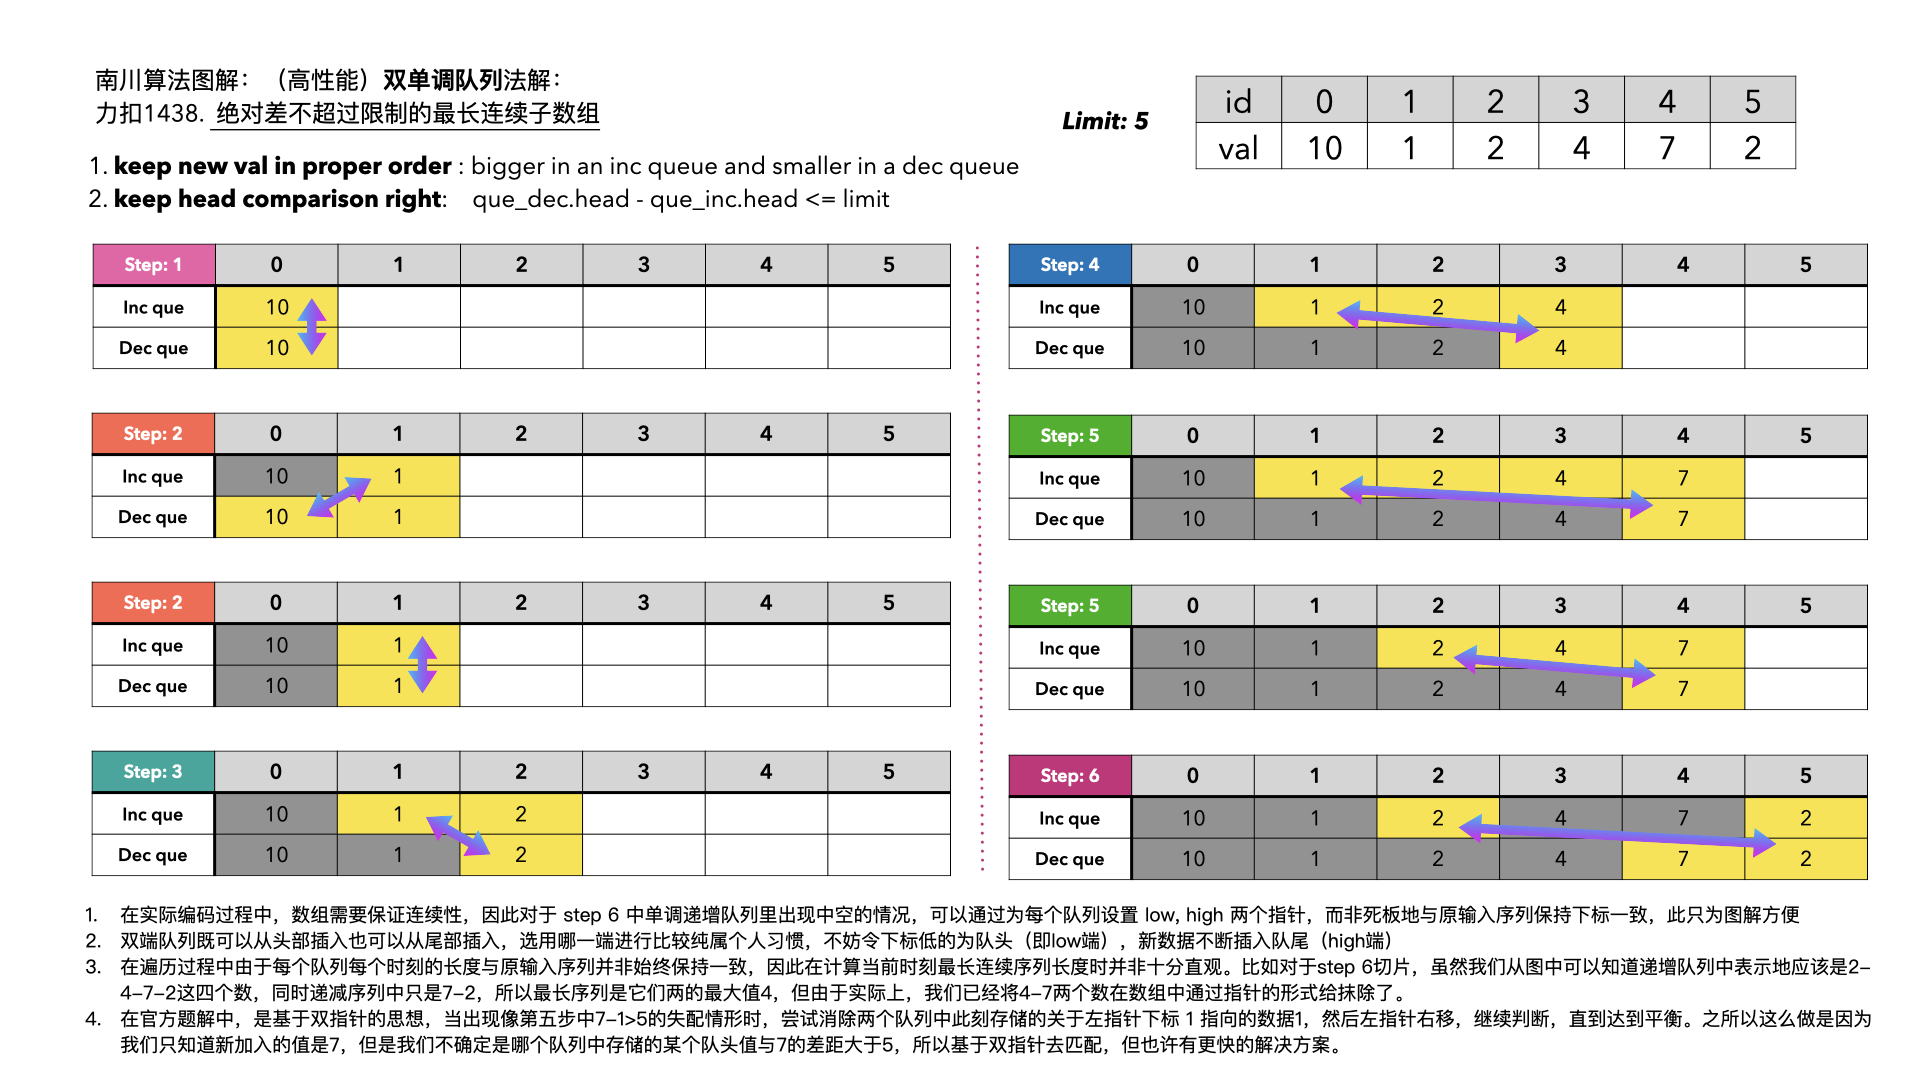 南川算法图解：（高性能）双单调队列法解：
力扣1438. 绝对差不超过限制的最长连续子数组
1. keep new val in proper order : bigger in an inc queue and smaller in a dec queue
2. keep head comparison right: que_dec.head - que_inc.head <= limit
Limit: 5
id 0 1 2 3 4 5
val 10 1 2 4 7 2
Step: 1 0 1 2 3 4 5
Inc que 10
Dec que 10
Step: 2 0 1 2 3 4 5
Inc que 10 1
Dec que 10 1
Step: 2 0 1 2 3 4 5
Inc que 10 1
Dec que 10 1
Step: 3 0 1 2 3 4 5
Inc que 10 1 2
Dec que 10 1 2
Step: 4 0 1 2 3 4 5
Inc que 10 1 2 4
Dec que 10 1 2 4
Step: 5 0 1 2 3 4 5
Inc que 10 1 2 4 7
Dec que 10 1 2 4 7
Step: 5 0 1 2 3 4 5
Inc que 10 1 2 4 7
Dec que 10 1 2 4 7
Step: 6 0 1 2 3 4 5
Inc que 10 1 2 4 7 2
Dec que 10 1 2 4 7 2
1. 在实际编码过程中，数组需要保证连续性，因此对于 step 6 中单调递增队列里出现中空的情况，可以通过为每个队列设置 low, high 两个指针，而非死板地与原输入序列保持下标一致，此只为图解方便
2. 双端队列既可以从头部插入也可以从尾部插入，选用哪一端进行比较纯属个人习惯，不妨令下标低的为队头（即low端），新数据不断插入队尾（high端）
3. 在遍历过程中由于每个队列每个时刻的长度与原输入序列并非始终保持一致，因此在计算当前时刻最长连续序列长度时并非十分直观。比如对于step 6切片，虽然我们从图中可以知道递增队列中表示地应该是2-
4-7-2这四个数，同时递减序列中只是7-2，所以最长序列是它们两的最大值4，但由于实际上，我们已经将4-7两个数在数组中通过指针的形式给抹除了。
4. 在官方题解中，是基于双指针的思想，当出现像第五步中7-1>5的失配情形时，尝试消除两个队列中此刻存储的关于左指针下标 1 指向的数据1，然后左指针右移，继续判断，直到达到平衡。之所以这么做是因为
我们只知道新加入的值是7，但是我们不确定是哪个队列中存储的某个队头值与7的差距大于5，所以基于双指针去匹配，但也许有更快的解决方案。